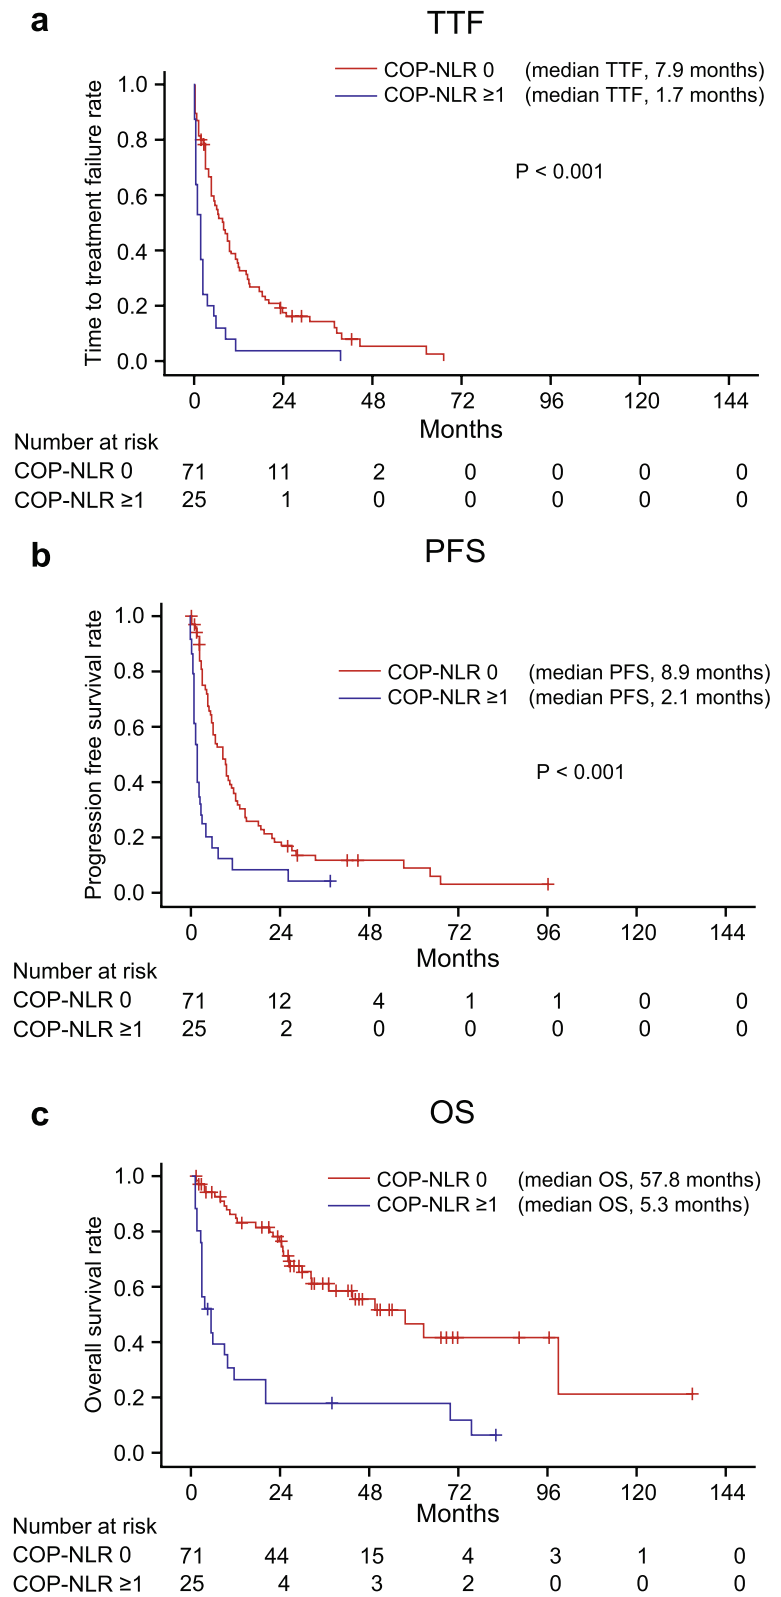 a
TTF
COP-NLR 0 (median TTF, 7.9 months)
COP-NLR ≥1 (median TTF, 1.7 months)
P < 0.001
Time to treatment failure rate
1.0
0.8
0.6
0.4
0.2
0.0
0 24 48 72 96 120 144
Months
Number at risk
COP-NLR 0 71 11 2 0 0 0 0
COP-NLR ≥1 25 1 0 0 0 0 0
b
PFS
COP-NLR 0 (median PFS, 8.9 months)
COP-NLR ≥1 (median PFS, 2.1 months)
P < 0.001
Progression free survival rate
1.0
0.8
0.6
0.4
0.2
0.0
0 24 48 72 96 120 144
Months
Number at risk
COP-NLR 0 71 12 4 1 1 0 0
COP-NLR ≥1 25 2 0 0 0 0 0
c
OS
COP-NLR 0 (median OS, 57.8 months)
COP-NLR ≥1 (median OS, 5.3 months)
Overall survival rate
1.0
0.8
0.6
0.4
0.2
0.0
0 24 48 72 96 120 144
Months
Number at risk
COP-NLR 0 71 44 15 4 3 1 0
COP-NLR ≥1 25 4 3 2 0 0 0